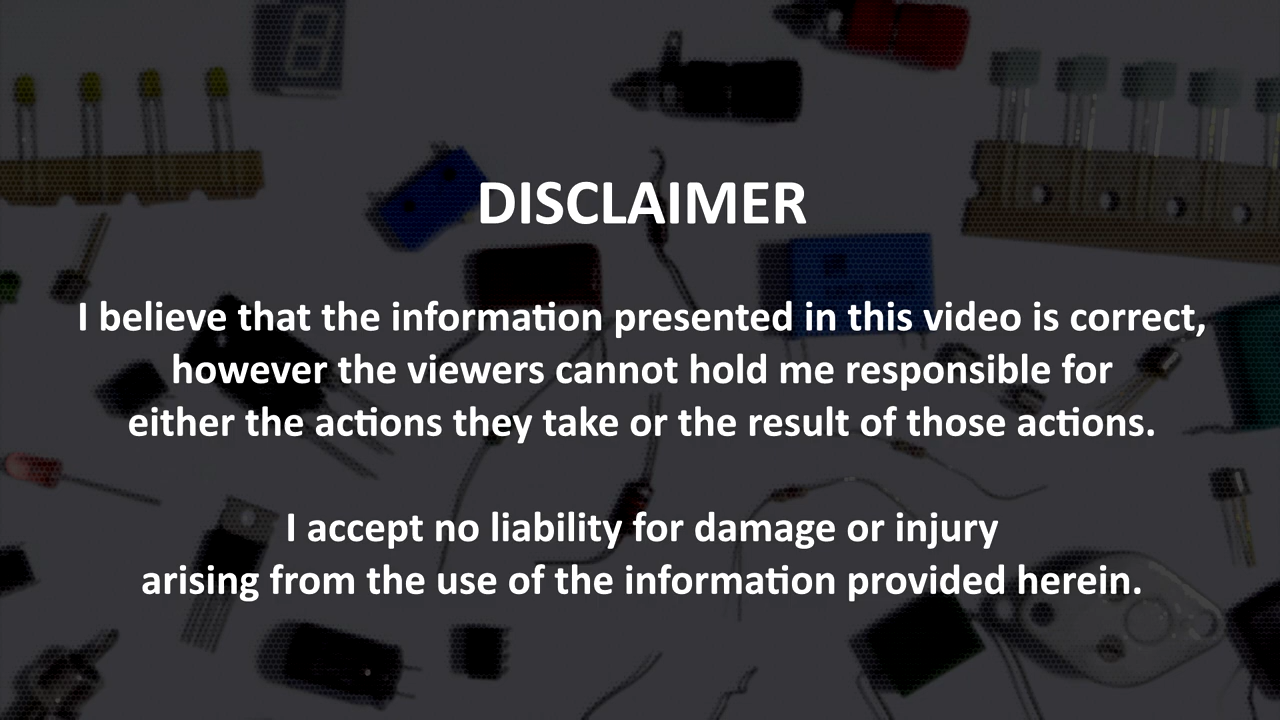 DISCLAIMER
I believe that the information presented in this video is correct,
however the viewers cannot hold me responsible for
either the actions they take or the result of those actions.
I accept no liability for damage or injury
arising from the use of the information provided herein.